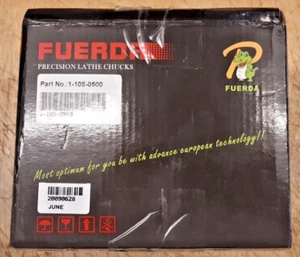 FUERDA
PRECISION LATHE CHUCKS
Part No.:1-105-0500
FUERDA
Most optimum for you be with advance european technology!!
20090628
JUNE